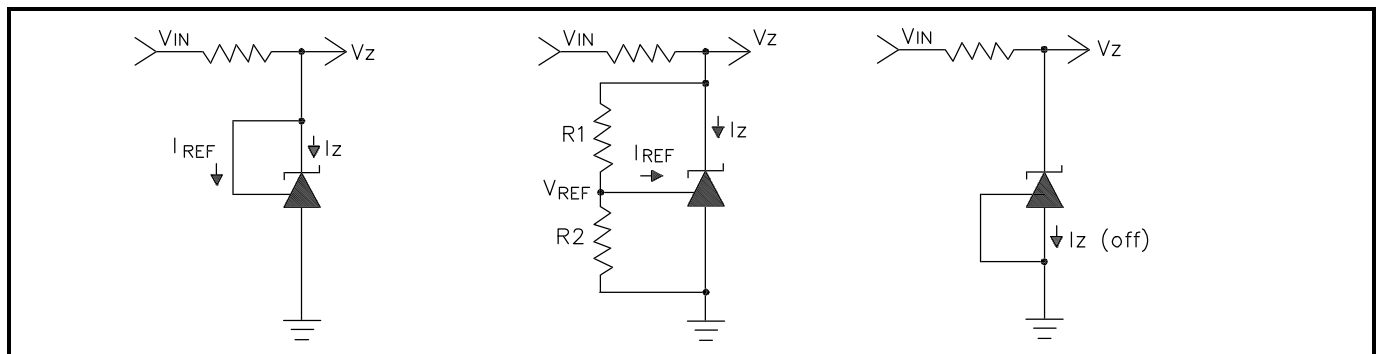 VIN
VZ
IREF
IZ
VIN
VZ
R1
IZ
IREF
VREF
R2
VIN
VZ
IZ (off)